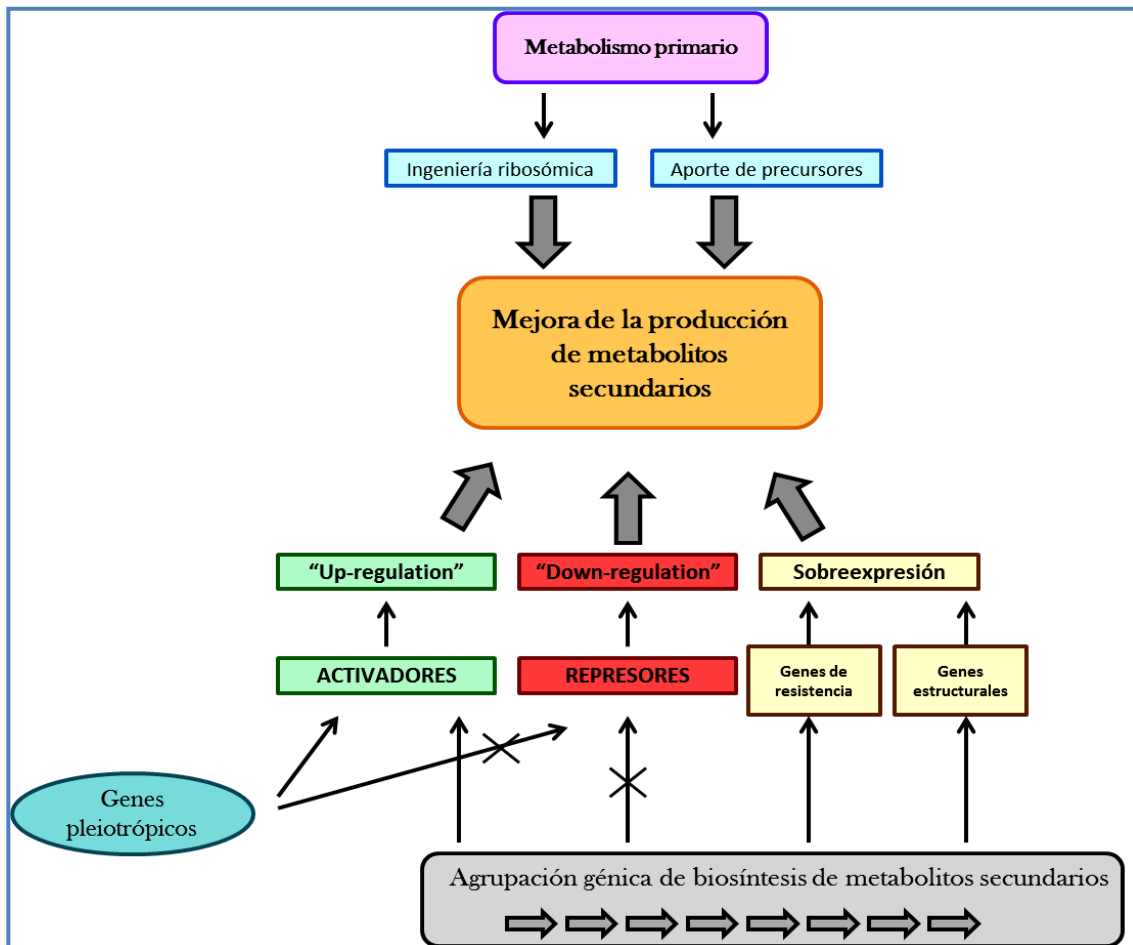 Metabolismo primario
Ingeniería ribosómica
Aporte de precursores
Mejora de la producción
de metabolitos
secundarios
“Up-regulation”
“Down-regulation”
Sobreexpresión
ACTIVADORES
REPRESORES
Genes de
resistencia
Genes
estructurales
Genes
pleiotrópicos
Agrupación génica de biosíntesis de metabolitos secundarios